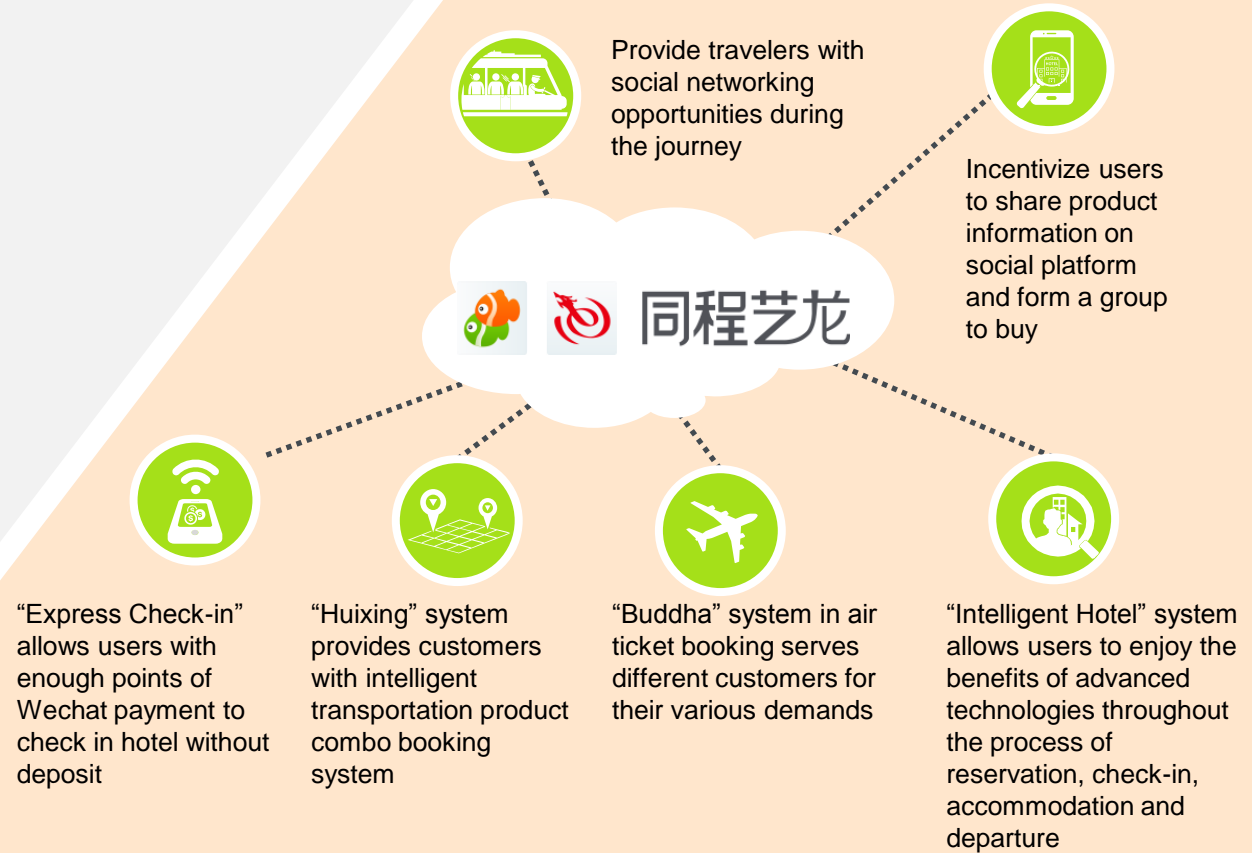 Provide travelers with
social networking
opportunities during
the journey
Incentivize users
to share product
information on
social platform
and form a group
to buy
同程艺龙
“Express Check-in”
allows users with
enough points of
Wechat payment to
check in hotel without
deposit
“Huixing” system
provides customers
with intelligent
transportation product
combo booking
system
“Buddha” system in air
ticket booking serves
different customers for
their various demands
“Intelligent Hotel” system
allows users to enjoy the
benefits of advanced
technologies throughout
the process of
reservation, check-in,
accommodation and
departure